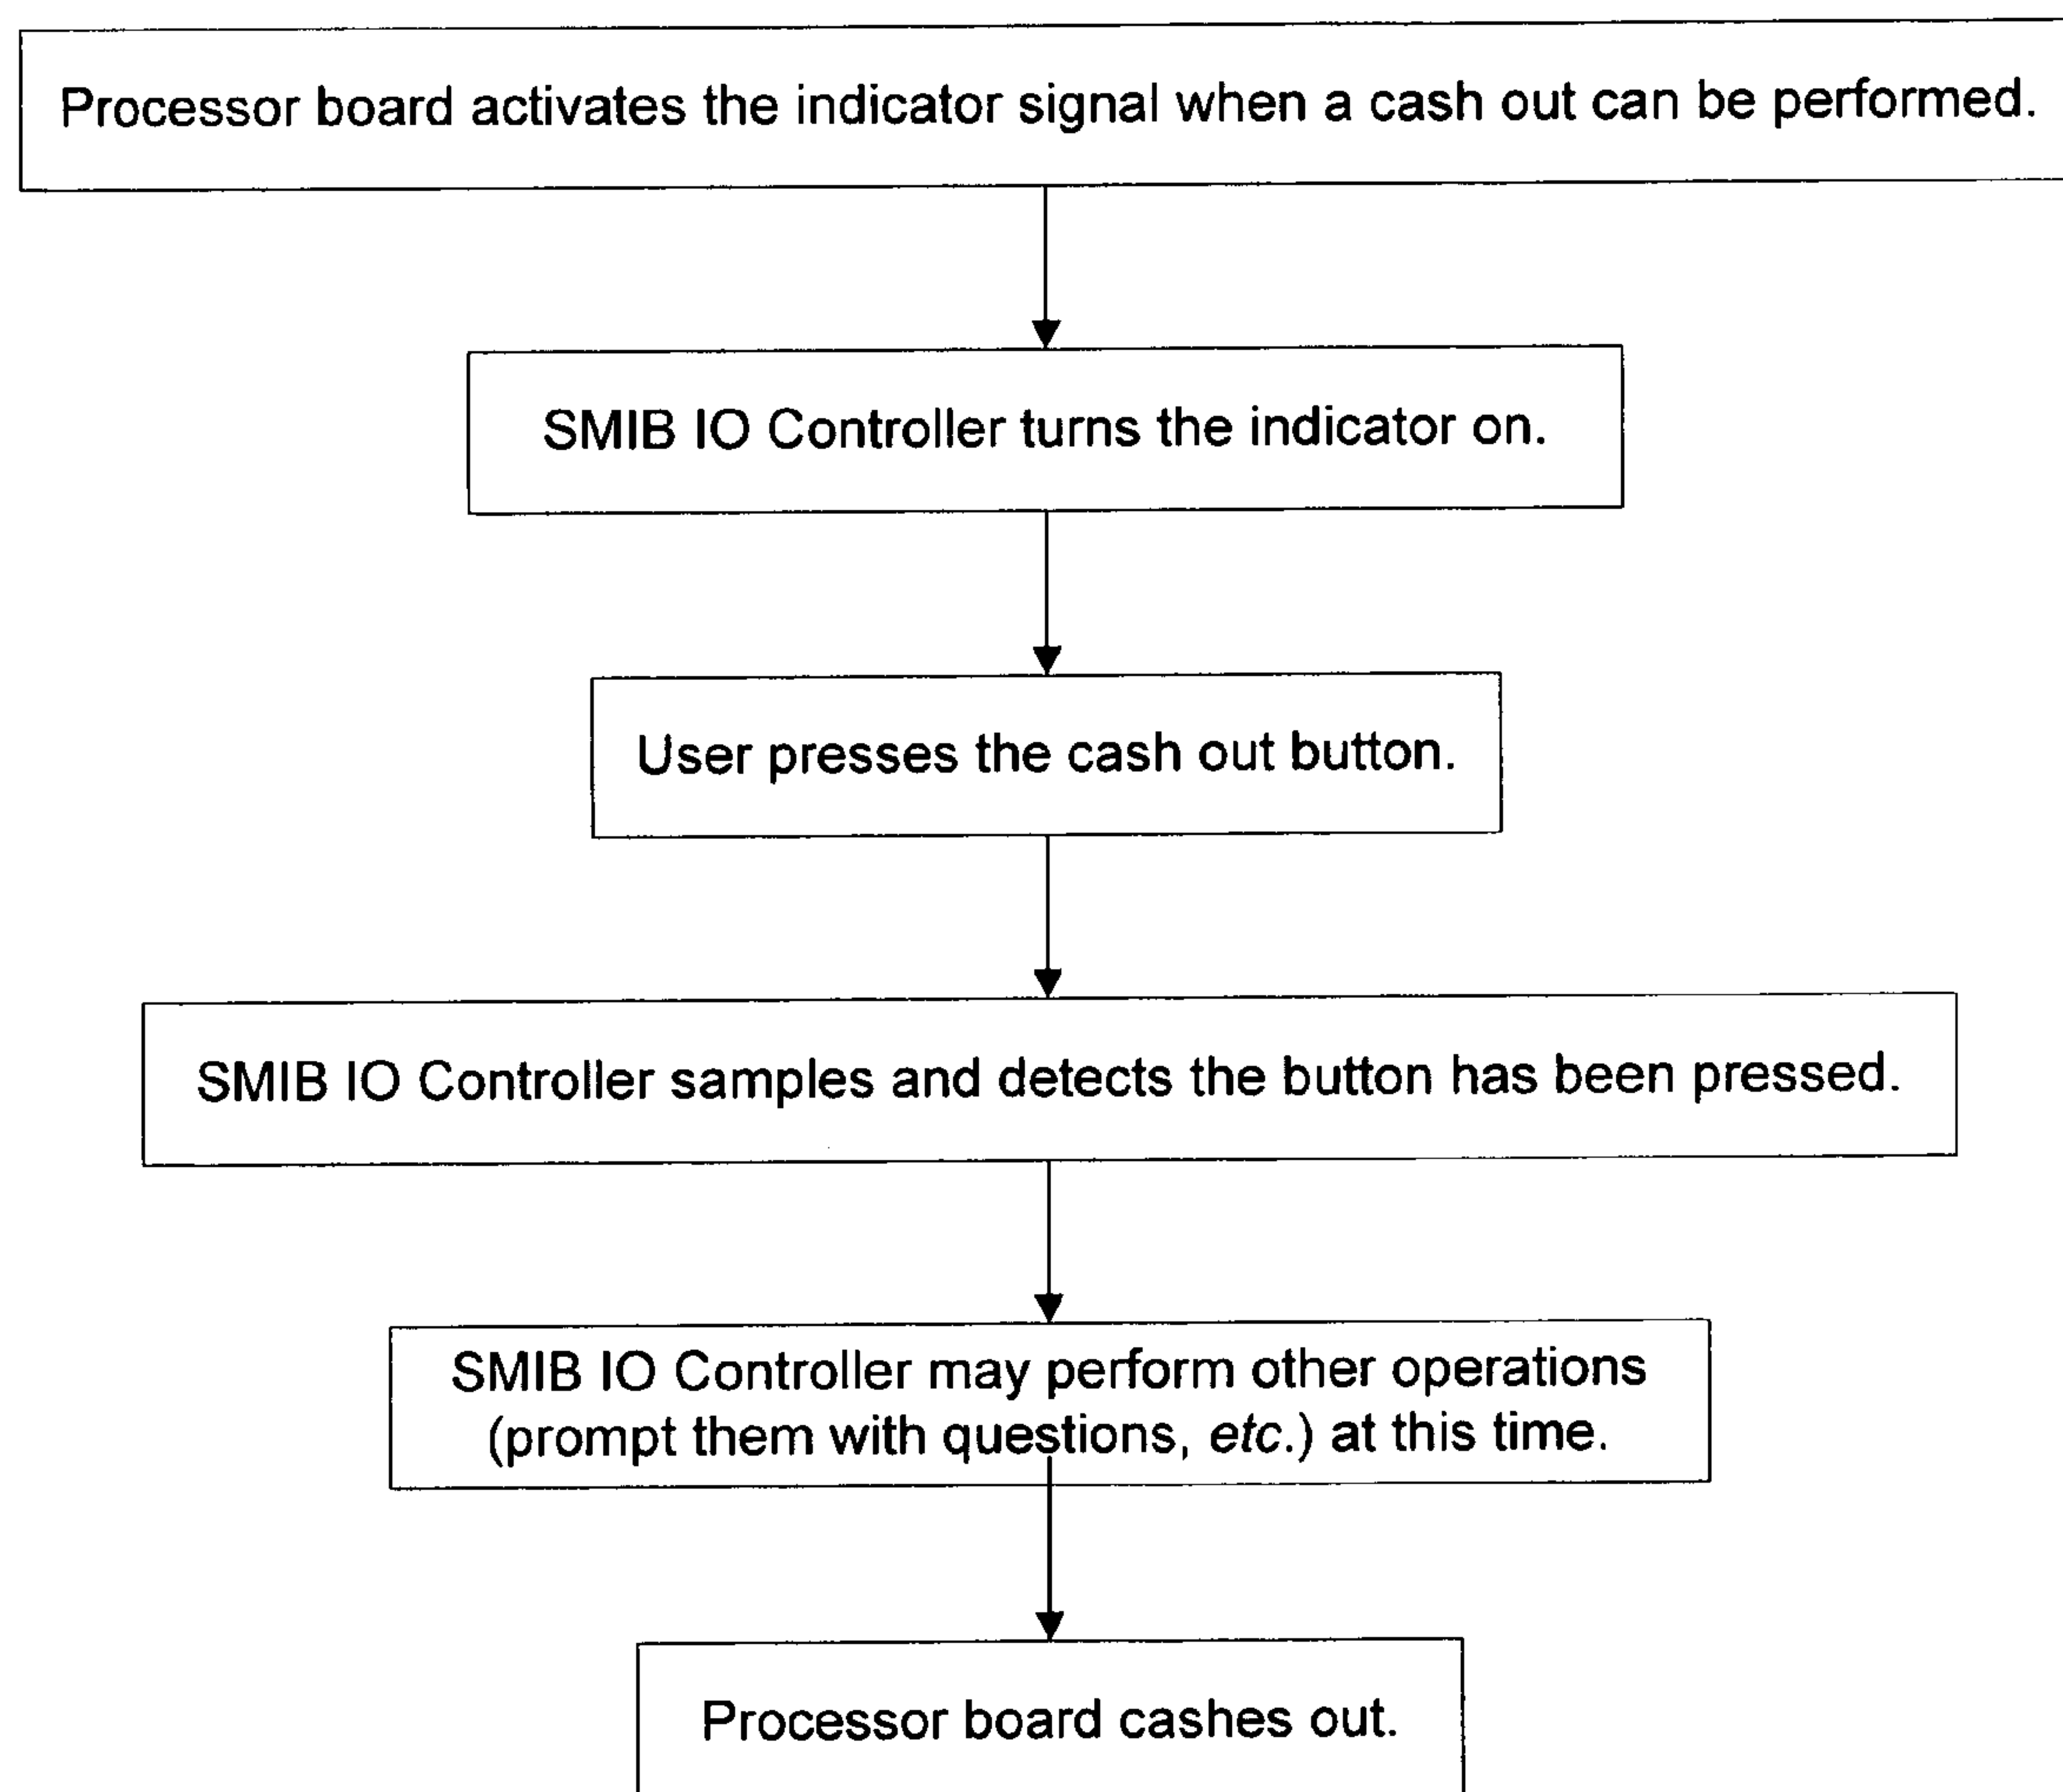 Processor board activates the indicator signal when a cash out can be performed.
SMIB IO Controller turns the indicator on.
User presses the cash out button.
SMIB IO Controller samples and detects the button has been pressed.
SMIB IO Controller may perform other operations
(prompt them with questions, etc.) at this time.
Processor board cashes out.